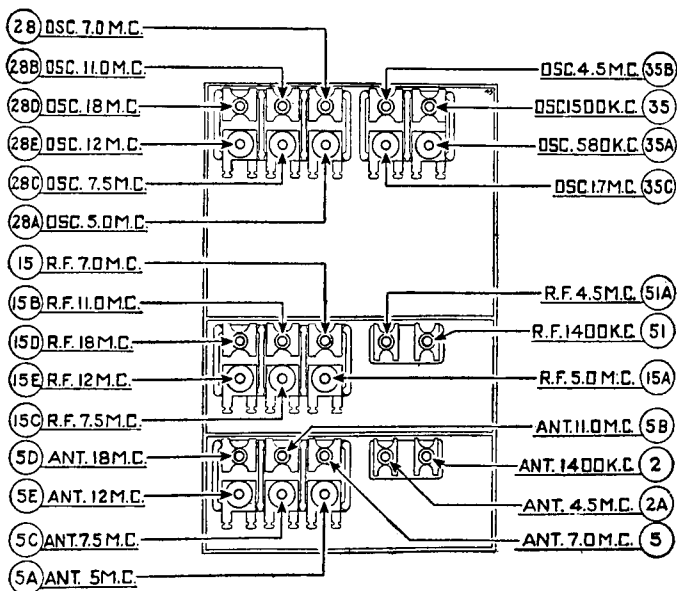 28 OSC. 7.0 M.C.
28B OSC. 11.0 M.C.
28D OSC. 18 M.C.
28E OSC. 12 M.C.
28C OSC. 7.5 M.C.
28A OSC. 5.0 M.C.
15 R.F. 7.0 M.C.
15B R.F. 11.0 M.C.
15D R.F. 18 M.C.
15E R.F. 12 M.C.
15C R.F. 7.5 M.C.
5D ANT. 18 M.C.
5E ANT. 12 M.C.
5C ANT. 7.5 M.C.
5A ANT. 5 M.C.
OSC. 4.5 M.C. 35B
OSC 1500 K.C. 35
OSC. 580 K.C. 35A
OSC. 1.7 M.C. 35C
R.F. 4.5 M.C. 51A
R.F. 1400 K.C 51
R.F. 5.0 M.C. 15A
ANT. 11.0 M.C 5B
ANT. 1400 K.C 2
ANT. 4.5 M.C. 2A
ANT. 7.0 M.C. 5